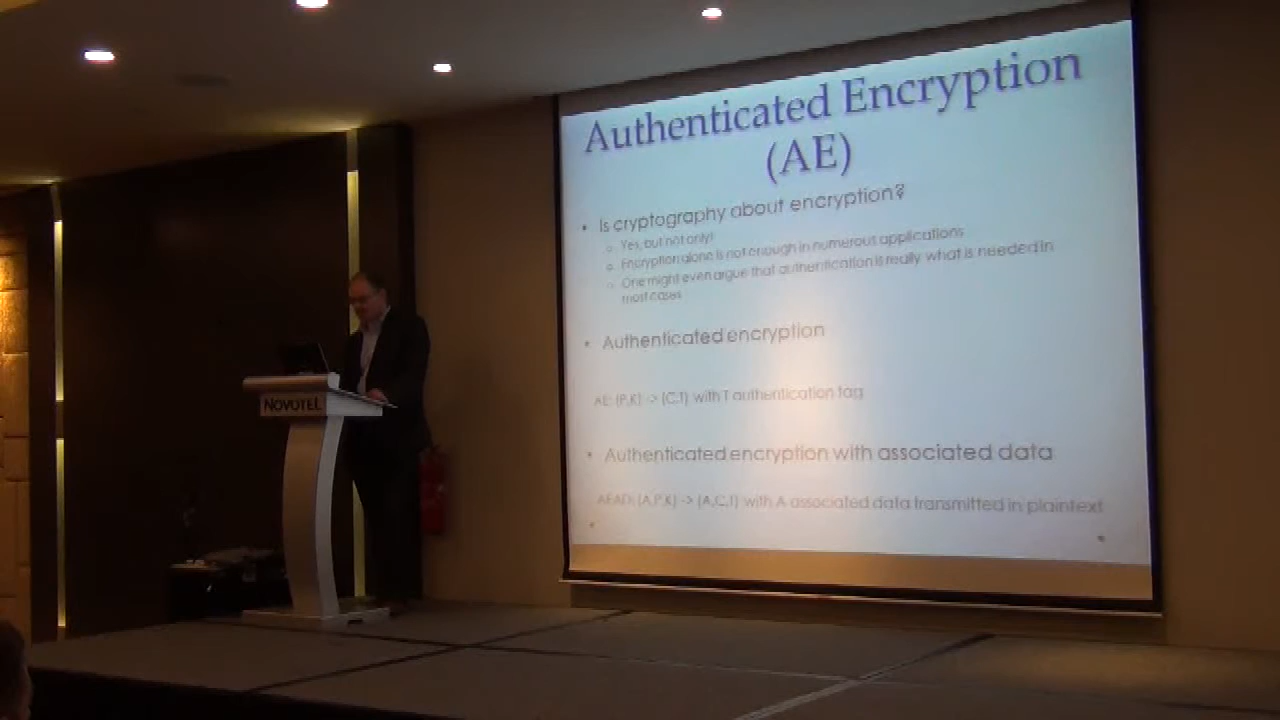 Authenticated Encryption
(AE)
• Is cryptography about encryption?
o Yes, but not only!
o Encryption alone is not enough in numerous applications
o One might even argue that authentication is really what is needed in
most cases
• Authenticated encryption
AE: (P,K) -> (C,T) with T authentication tag
• Authenticated encryption with associated data
AEAD: (A,P,K) -> (A,C,T) with A associated data transmitted in plaintext
NOVOTEL